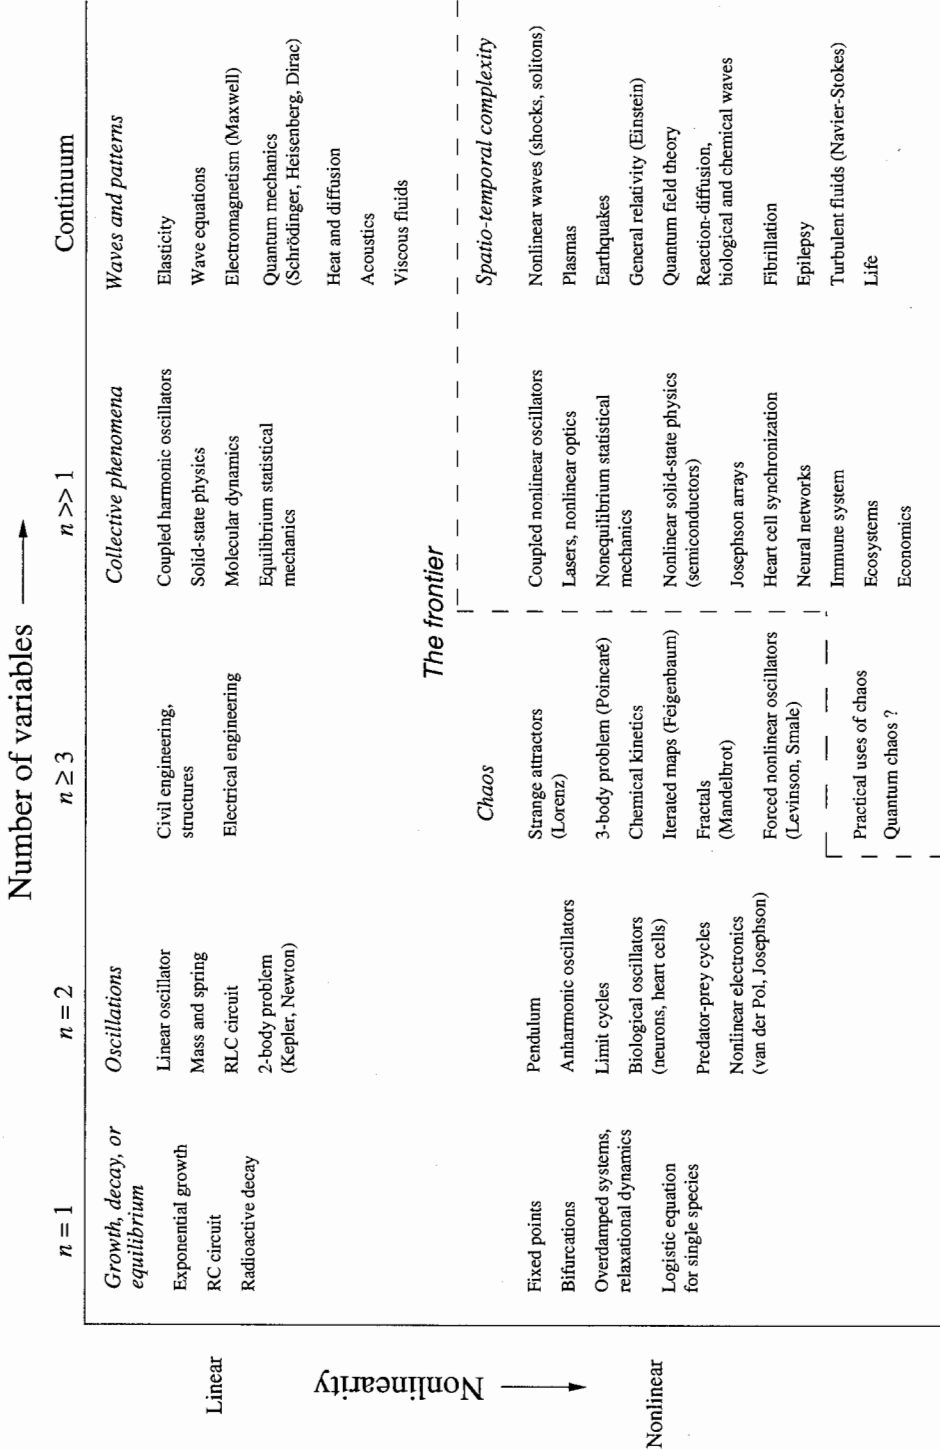 Number of variables
n = 1
n = 2
n ≥ 3
n >> 1
Continuum
Linear
Growth, decay, or
equilibrium
Exponential growth
RC circuit
Radioactive decay
Oscillations
Linear oscillator
Mass and spring
RLC circuit
2-body problem
(Kepler, Newton)
Civil engineering,
structures
Electrical engineering
Collective phenomena
Coupled harmonic oscillators
Solid-state physics
Molecular dynamics
Equilibrium statistical
mechanics
Waves and patterns
Elasticity
Wave equations
Electromagnetism (Maxwell)
Quantum mechanics
(Schrödinger, Heisenberg, Dirac)
Heat and diffusion
Acoustics
Viscous fluids
Nonlinearity
The frontier
Nonlinear
Fixed points
Bifurcations
Overdamped systems,
relaxational dynamics
Logistic equation
for single species
Pendulum
Anharmonic oscillators
Limit cycles
Biological oscillators
(neurons, heart cells)
Predator-prey cycles
Nonlinear electronics
(van der Pol, Josephson)
Chaos
Strange attractors
(Lorenz)
3-body problem (Poincaré)
Chemical kinetics
Iterated maps (Feigenbaum)
Fractals
(Mandelbrot)
Forced nonlinear oscillators
(Levinson, Smale)
Practical uses of chaos
Quantum chaos ?
Coupled nonlinear oscillators
Lasers, nonlinear optics
Nonequilibrium statistical
mechanics
Nonlinear solid-state physics
(semiconductors)
Josephson arrays
Heart cell synchronization
Neural networks
Immune system
Ecosystems
Economics
Spatio-temporal complexity
Nonlinear waves (shocks, solitons)
Plasmas
Earthquakes
General relativity (Einstein)
Quantum field theory
Reaction-diffusion,
biological and chemical waves
Fibrillation
Epilepsy
Turbulent fluids (Navier-Stokes)
Life